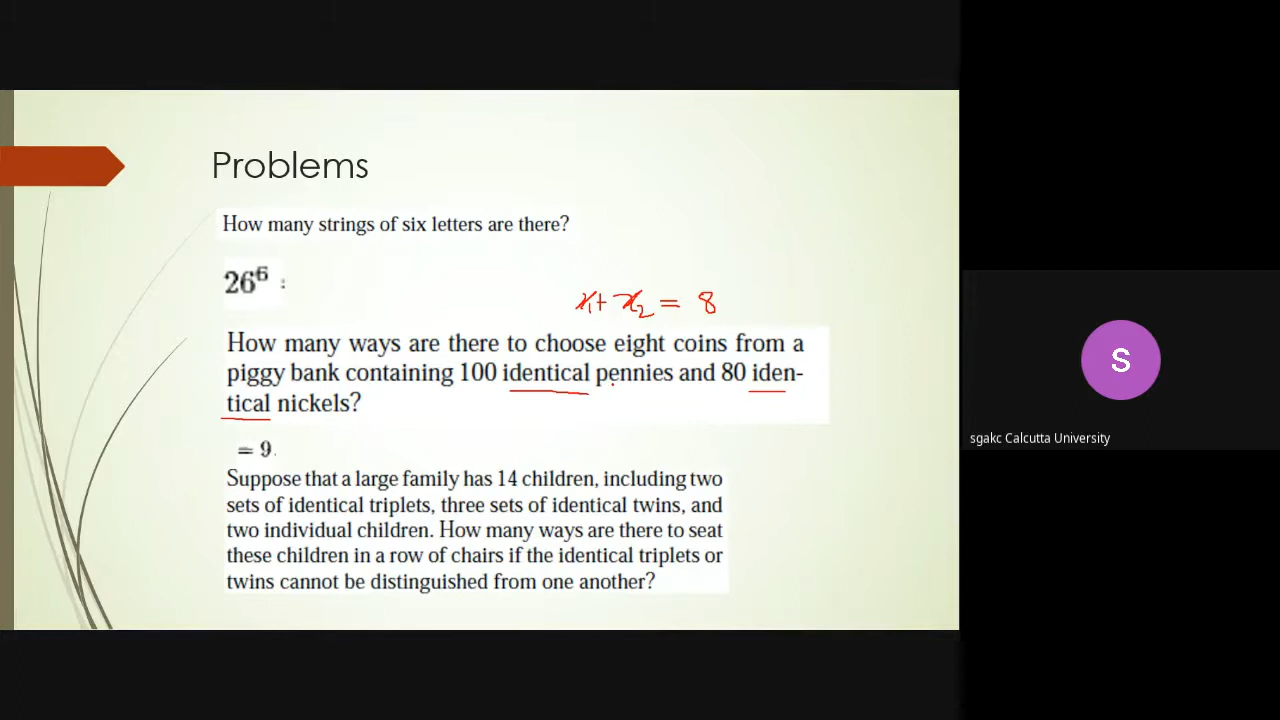 Problems
How many strings of six letters are there?
26⁶ :
x₁ + x₂ = 8
How many ways are there to choose eight coins from a
piggy bank containing 100 identical pennies and 80 iden-
tical nickels?
= 9.
Suppose that a large family has 14 children, including two
sets of identical triplets, three sets of identical twins, and
two individual children. How many ways are there to seat
these children in a row of chairs if the identical triplets or
twins cannot be distinguished from one another?
S
sgakc Calcutta University